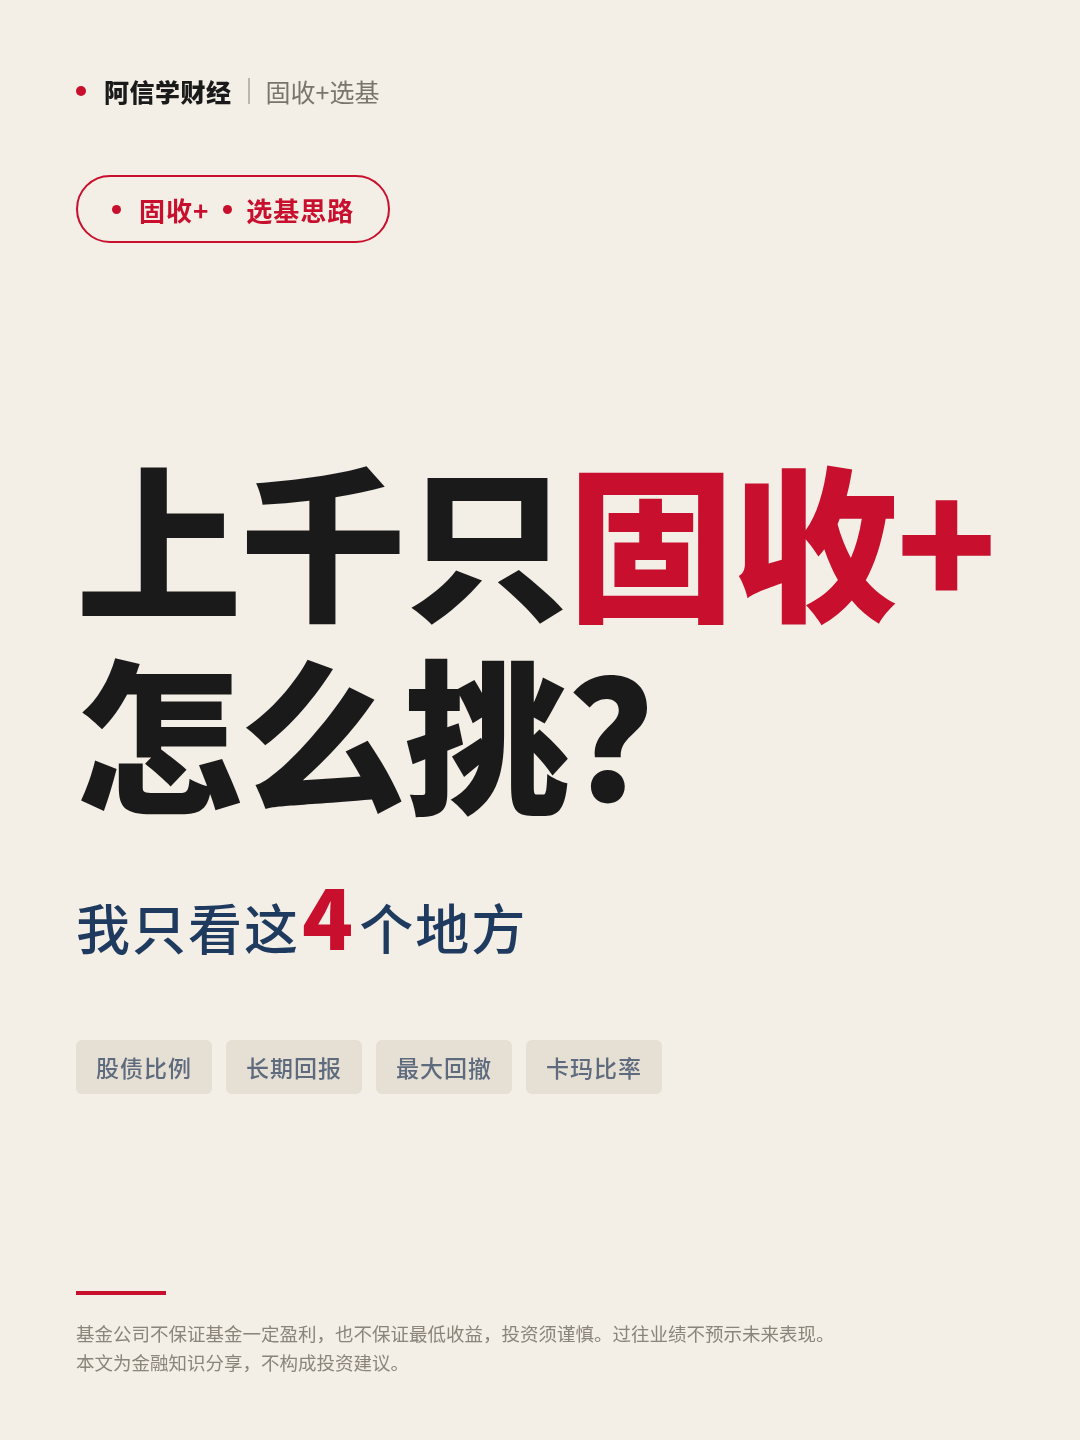 阿信学财经 | 固收+选基
• 固收+ • 选基思路
上千只固收+
怎么挑?
我只看这4个地方
股债比例 长期回报 最大回撤 卡玛比率
基金公司不保证基金一定盈利，也不保证最低收益，投资须谨慎。过往业绩不预示未来表现。
本文为金融知识分享，不构成投资建议。